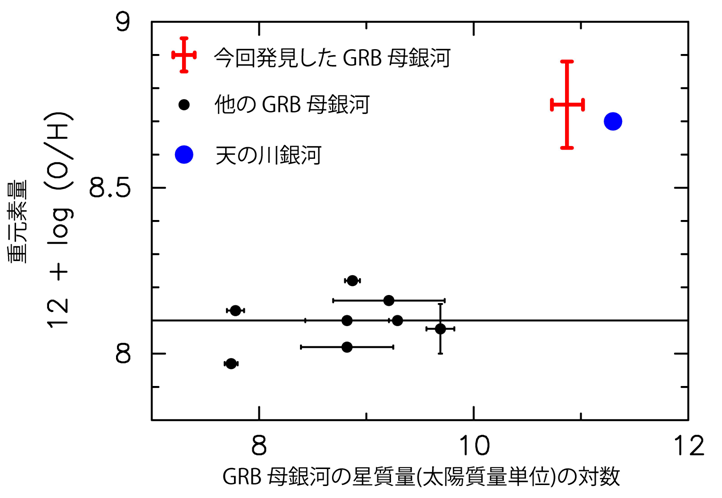 9
8.5
8
重元素量
12 + log (O/H)
今回発見した GRB 母銀河
他の GRB 母銀河
天の川銀河
8 10 12
GRB 母銀河の星質量(太陽質量単位)の対数